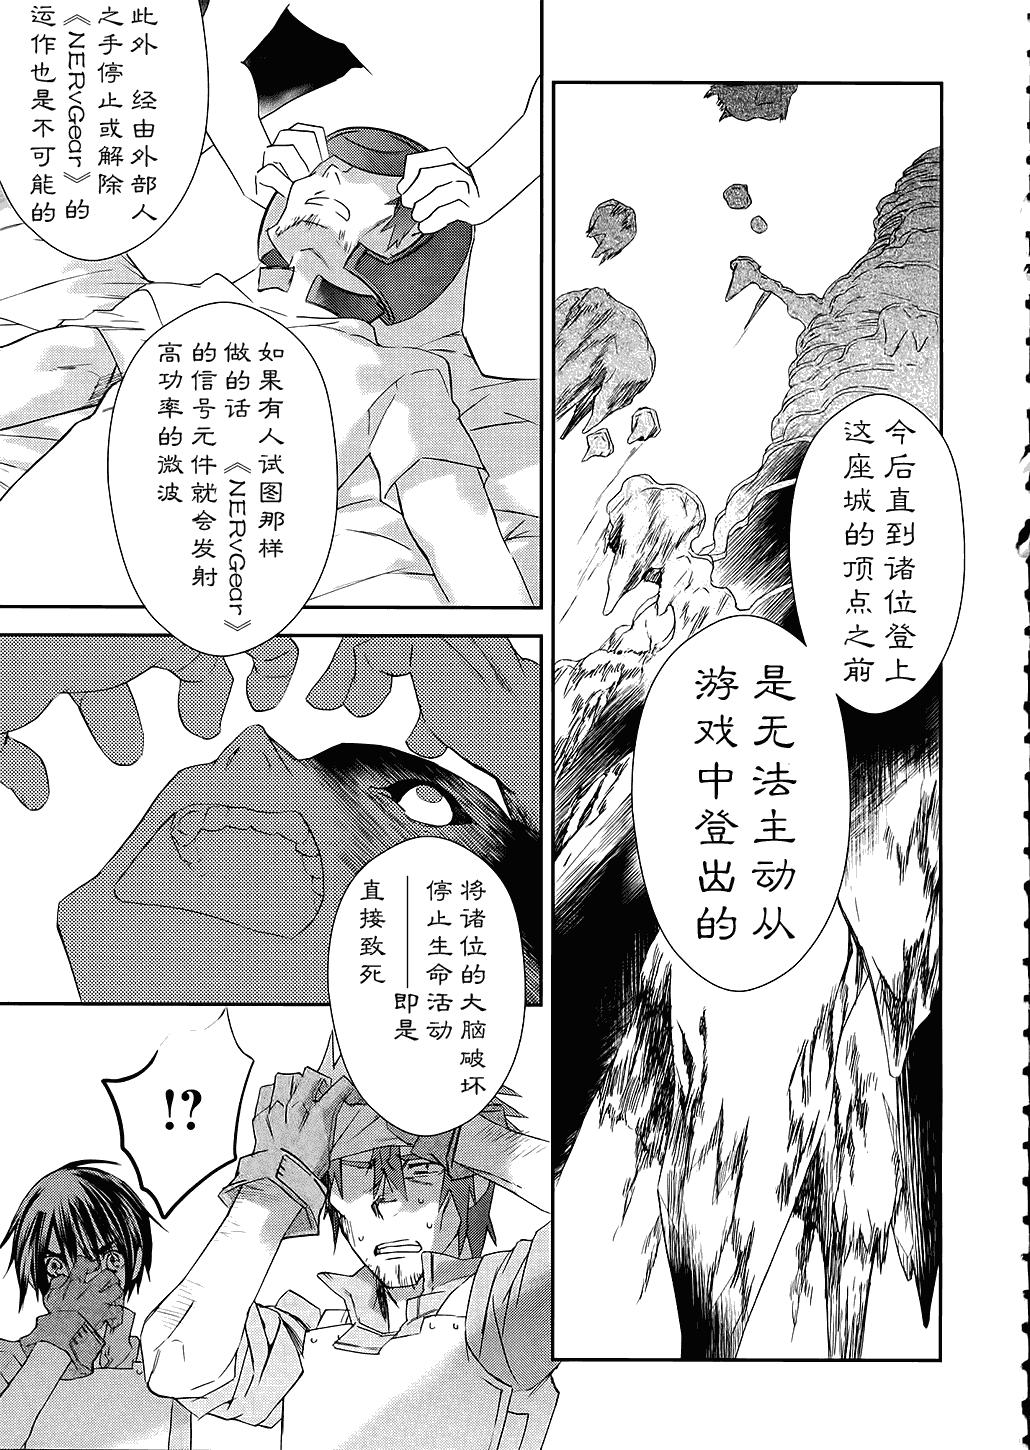 今后直到诸位登上
这座城的顶点之前
是无法主动从
游戏中登出的
此外 经由外部人
之手停止或解除
《NERvGear》的
运作也是不可能的
如果有人试图那样
做的话 《NERvGear》
的信号元件就会发射
高功率的微波
将诸位的大脑破坏
停止生命活动
——即是
直接致死
!?